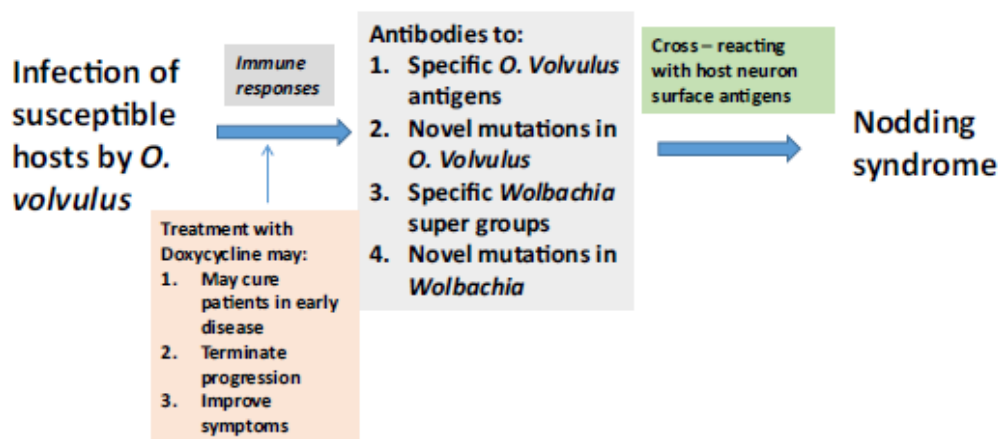 Infection of
susceptible
hosts by O.
volvulus
Immune
responses
Treatment with
Doxycycline may:
1. May cure
patients in early
disease
2. Terminate
progression
3. Improve
symptoms
Antibodies to:
1. Specific O. Volvulus
antigens
2. Novel mutations in
O. Volvulus
3. Specific Wolbachia
super groups
4. Novel mutations in
Wolbachia
Cross – reacting
with host neuron
surface antigens
Nodding
syndrome